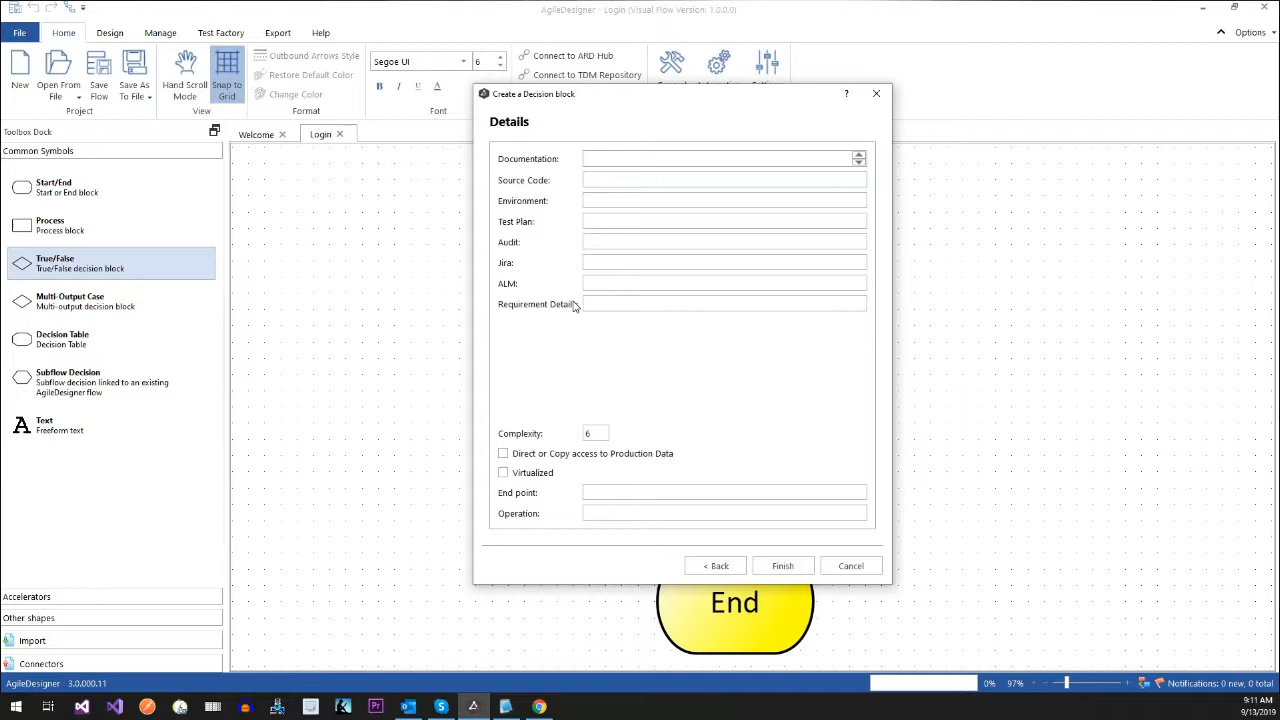 AgileDesigner - Login (Visual Flow Version: 1.0.0.0)
File Home Design Manage Test Factory Export Help Options
New
Open From File
Save Flow
Save As To File
Project
Hand Scroll Mode
Snap to Grid
View
Outbound Arrows Style
Restore Default Color
Change Color
Format
Segoe UI 6
B I U A
Font
Connect to ARD Hub
Connect to TDM Repository
Toolbox Dock
Common Symbols
Start/End
Start or End block
Process
Process block
True/False
True/False decision block
Multi-Output Case
Multi-output decision block
Decision Table
Decision Table
Subflow Decision
Subflow decision linked to an existing
AgileDesigner flow
A Text
Freeform text
Accelerators
Other shapes
Import
Connectors
Welcome Login
Create a Decision block ?
Details
Documentation:
Source Code:
Environment:
Test Plan:
Audit:
Jira:
ALM:
Requirement Detail
Complexity: 6
Direct or Copy access to Production Data
Virtualized
End point:
Operation:
< Back Finish Cancel
End
AgileDesigner 3.0.000.11 0% 97% Notifications: 0 new, 0 total
Pr
9:11 AM
9/13/2019